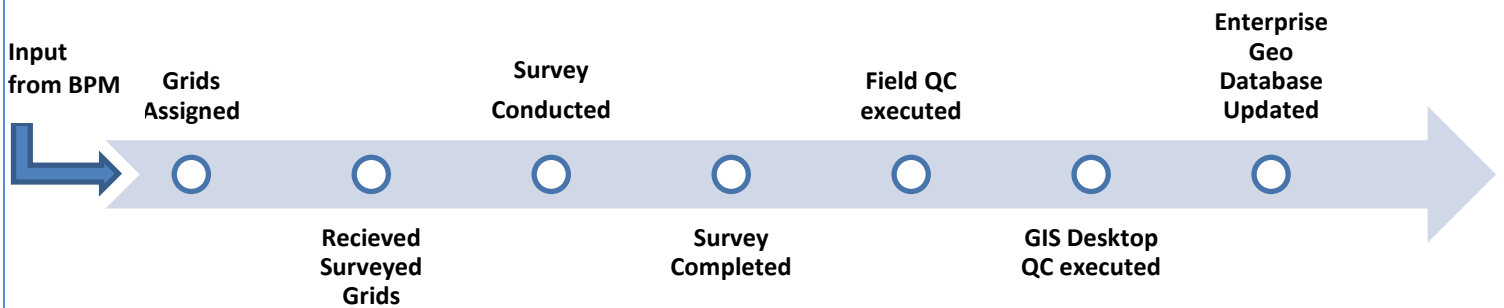 Input
from BPM
Grids
Assigned
Recieved
Surveyed
Grids
Survey
Conducted
Survey
Completed
Field QC
executed
GIS Desktop
QC executed
Enterprise
Geo
Database
Updated